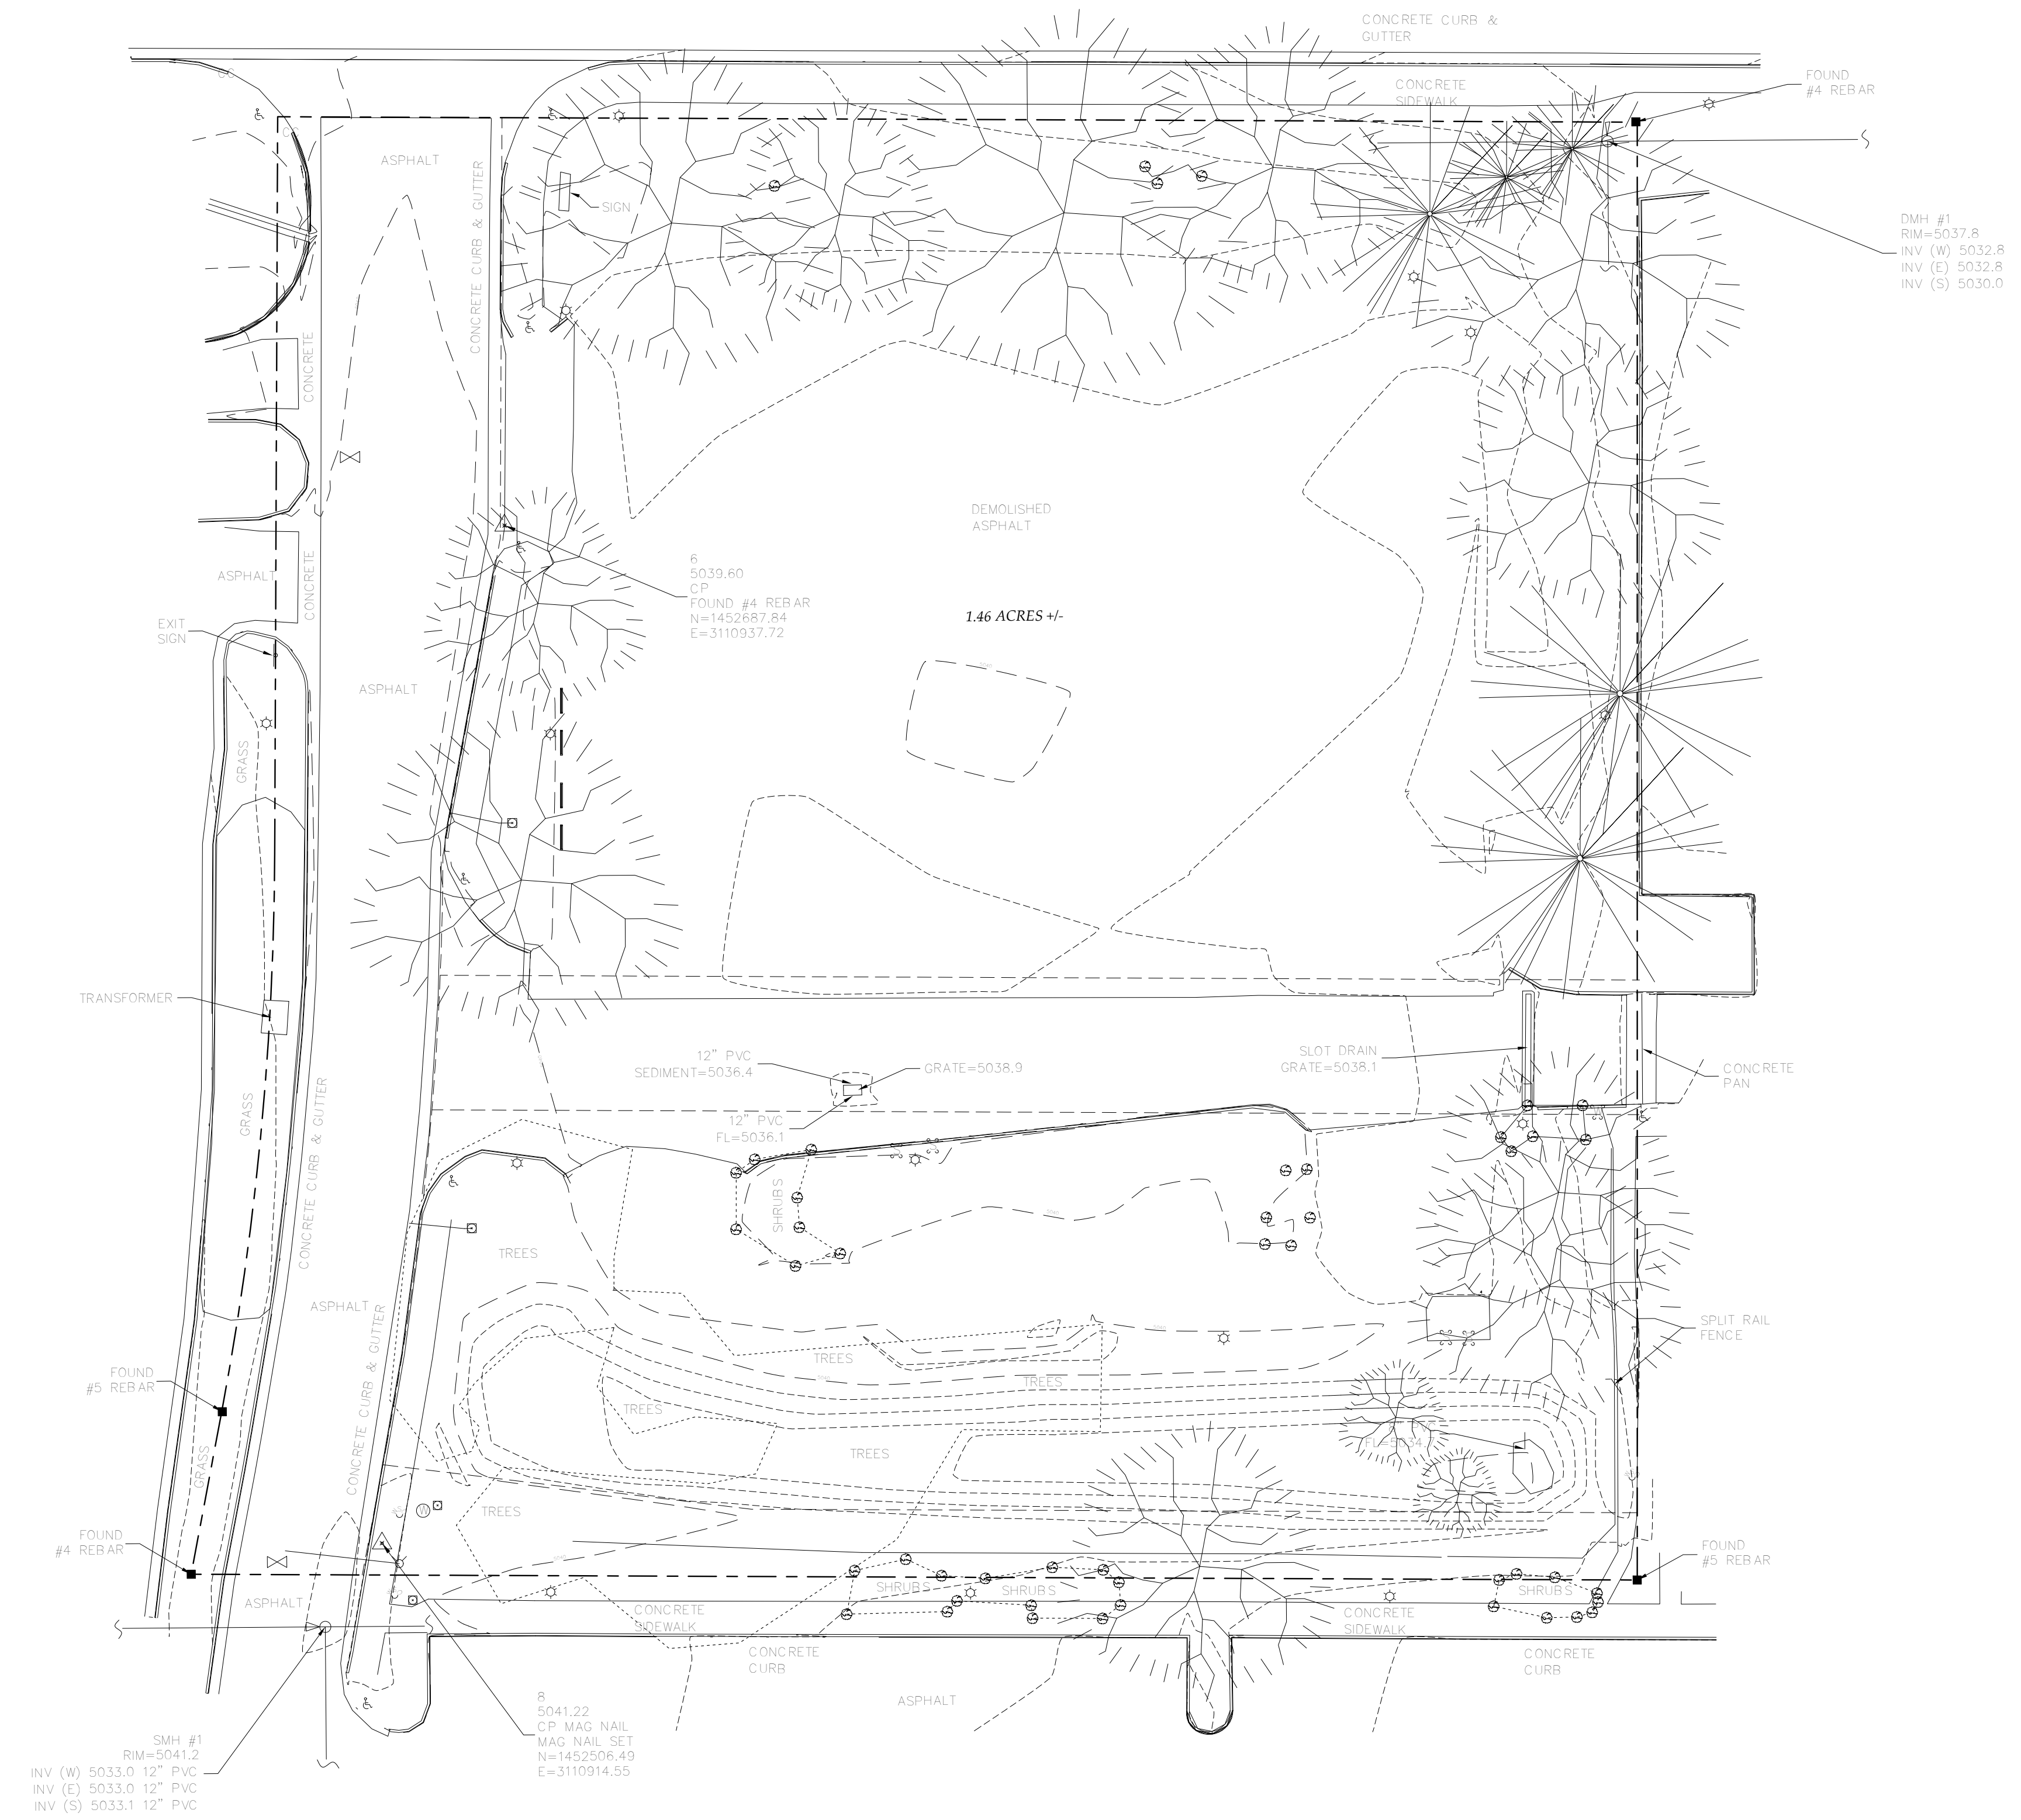 CONCRETE CURB &
GUTTER
CC
CONCRETE
SIDEWALK
FOUND
#4 REBAR
CC
ASPHALT
CONCRETE CURB & GUTTER
SIGN
DMH #1
RIM=5037.8
INV (W) 5032.8
INV (E) 5032.8
INV (S) 5030.0
CONCRETE
DEMOLISHED
ASPHALT
ASPHALT
CONCRETE
6
5039.60
CP
FOUND #4 REBAR
N=1452687.84
E=3110937.72
1.46 ACRES +/-
EXIT
SIGN
ASPHALT
GRASS
TRANSFORMER
12" PVC
SEDIMENT=5036.4
GRATE=5038.9
SLOT DRAIN
GRATE=5038.1
CONCRETE
PAN
GRASS
CONCRETE CURB & GUTTER
12" PVC
FL=5036.1
SHRUBS
TREES
ASPHALT
CONCRETE CURB & GUTTER
SPLIT RAIL
FENCE
TREES
TREES
FOUND
#5 REBAR
TREES
TREES
GRASS
TREES
W
FOUND
#4 REBAR
FOUND
#5 REBAR
SHRUBS
SHRUBS
SHRUBS
ASPHALT
CONCRETE
SIDEWALK
CONCRETE
SIDEWALK
CONCRETE
CURB
CONCRETE
CURB
ASPHALT
8
5041.22
CP MAG NAIL
MAG NAIL SET
N=1452506.49
E=3110914.55
SMH #1
RIM=5041.2
INV (W) 5033.0 12" PVC
INV (E) 5033.0 12" PVC
INV (S) 5033.1 12" PVC